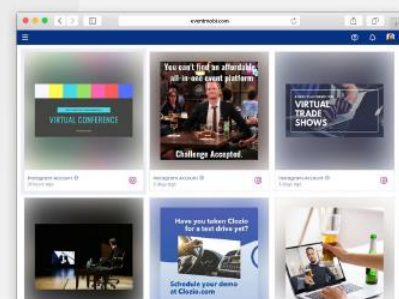 eventmobi.com
VIRTUAL CONFERENCE
You can't find an affordable
all-in-one event platform
Challenge Accepted.
VIRTUAL
TRADE
SHOWS
Instagram account
Instagram account
Instagram account
Have you taken Clozio
for a test drive yet?
Schedule your demo
at Clozio.com